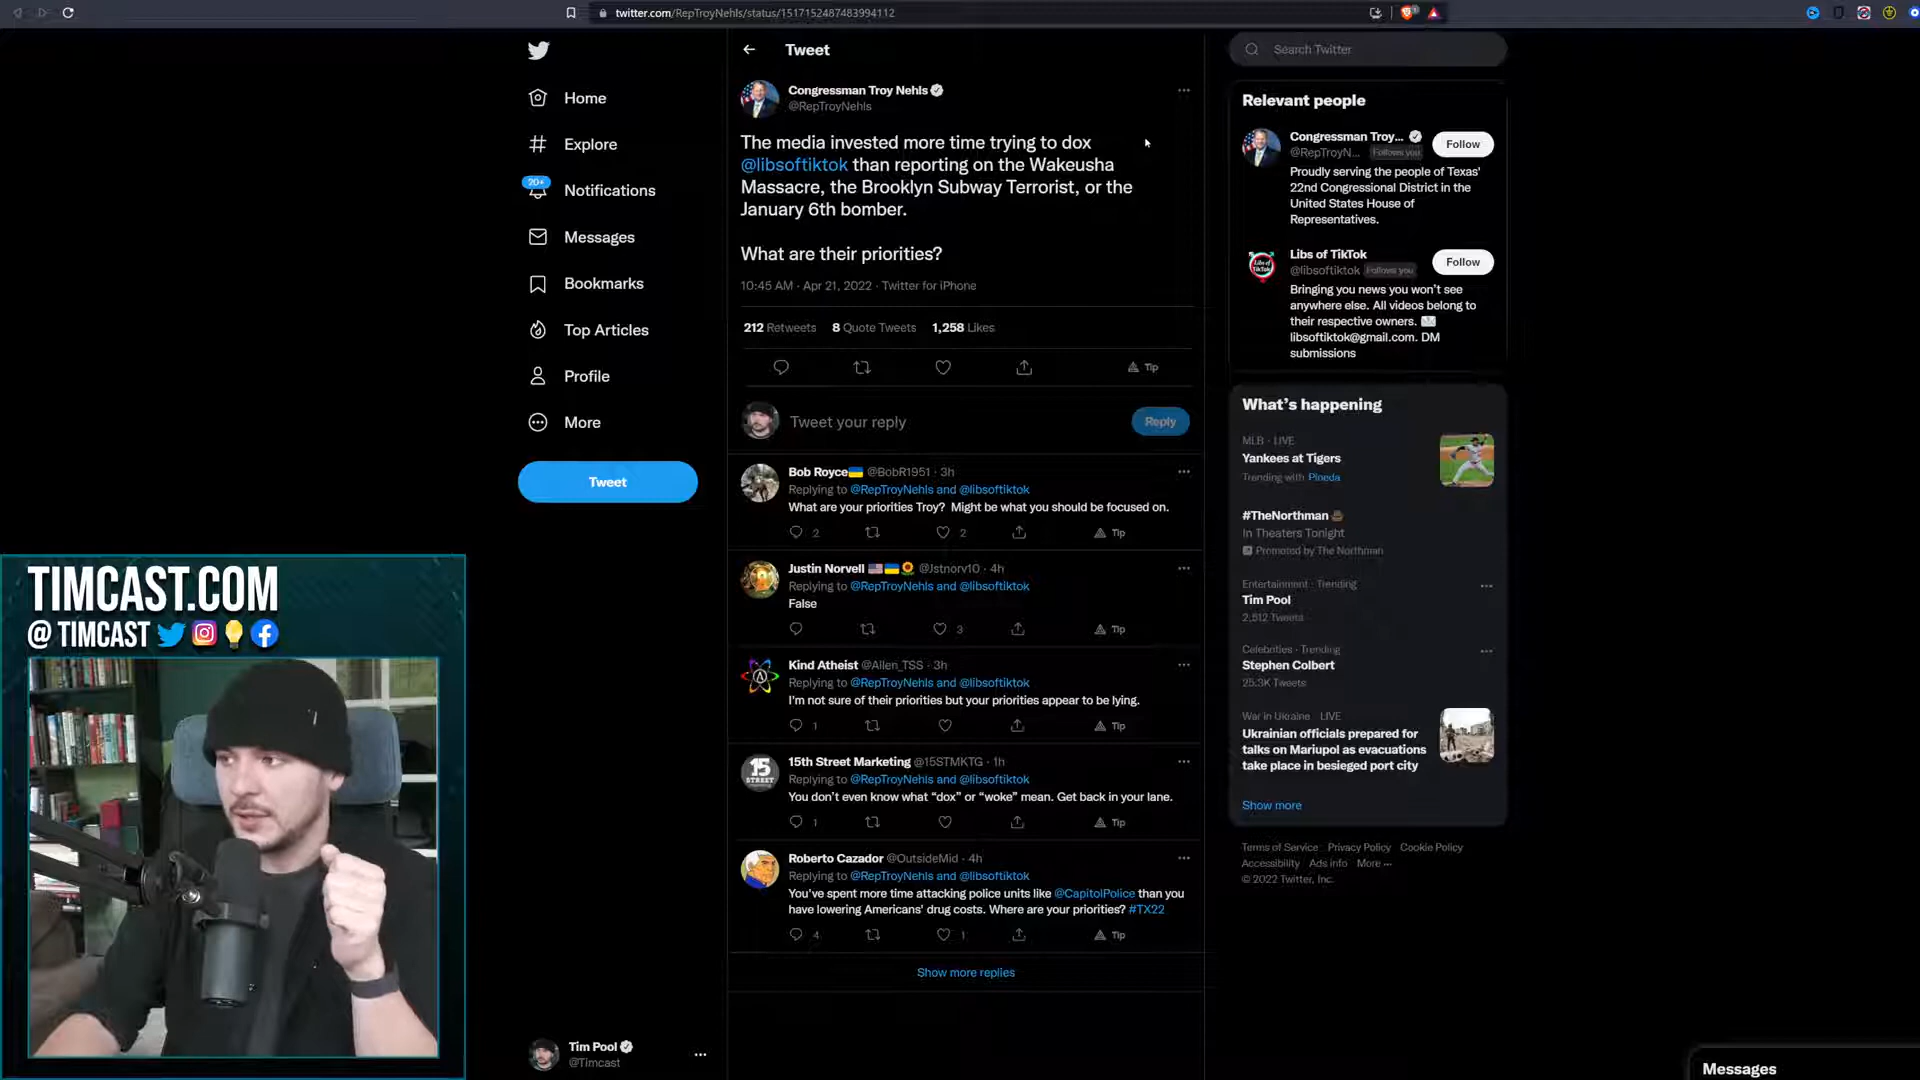 twitter.com/RepTroyNehls/status/1517152487483994112
Home
Explore
20+
Notifications
Messages
Bookmarks
Top Articles
Profile
More
Tweet
TIMCAST.COM
@ TIMCAST
Tim Pool
@Timcast
Tweet
Congressman Troy Nehls
@RepTroyNehls
The media invested more time trying to dox
@libsoftiktok than reporting on the Wakeusha
Massacre, the Brooklyn Subway Terrorist, or the
January 6th bomber.
What are their priorities?
10:45 AM · Apr 21, 2022 · Twitter for iPhone
212 Retweets 8 Quote Tweets 1,258 Likes
Tip
Tweet your reply
Reply
Bob Royce @BobR1951 · 3h
Replying to @RepTroyNehls and @libsoftiktok
What are your priorities Troy? Might be what you should be focused on.
2 2 Tip
Justin Norvell @Jstnorv10 · 4h
Replying to @RepTroyNehls and @libsoftiktok
False
3 Tip
Kind Atheist @Allen_TSS · 3h
Replying to @RepTroyNehls and @libsoftiktok
I'm not sure of their priorities but your priorities appear to be lying.
1 Tip
15 STREET
15th Street Marketing @15STMKTG · 1h
Replying to @RepTroyNehls and @libsoftiktok
You don't even know what “dox” or “woke” mean. Get back in your lane.
1 Tip
Roberto Cazador @OutsideMid · 4h
Replying to @RepTroyNehls and @libsoftiktok
You've spent more time attacking police units like @CapitolPolice than you
have lowering Americans' drug costs. Where are your priorities? #TX22
4 1 Tip
Show more replies
Search Twitter
Relevant people
Congressman Troy...
@RepTroyN... Follows you
Follow
Proudly serving the people of Texas'
22nd Congressional District in the
United States House of
Representatives.
Libs of TikTok
@libsoftiktok Follows you
Follow
Bringing you news you won't see
anywhere else. All videos belong to
their respective owners.
libsoftiktok@gmail.com. DM
submissions
What's happening
MLB · LIVE
Yankees at Tigers
Trending with Pineda
#TheNorthman
In Theaters Tonight
Promoted by The Northman
Entertainment · Trending
Tim Pool
2,512 Tweets
Celebrities · Trending
Stephen Colbert
25.3K Tweets
War in Ukraine · LIVE
Ukrainian officials prepared for
talks on Mariupol as evacuations
take place in besieged port city
Show more
Terms of Service Privacy Policy Cookie Policy
Accessibility Ads info More ···
© 2022 Twitter, Inc.
Messages